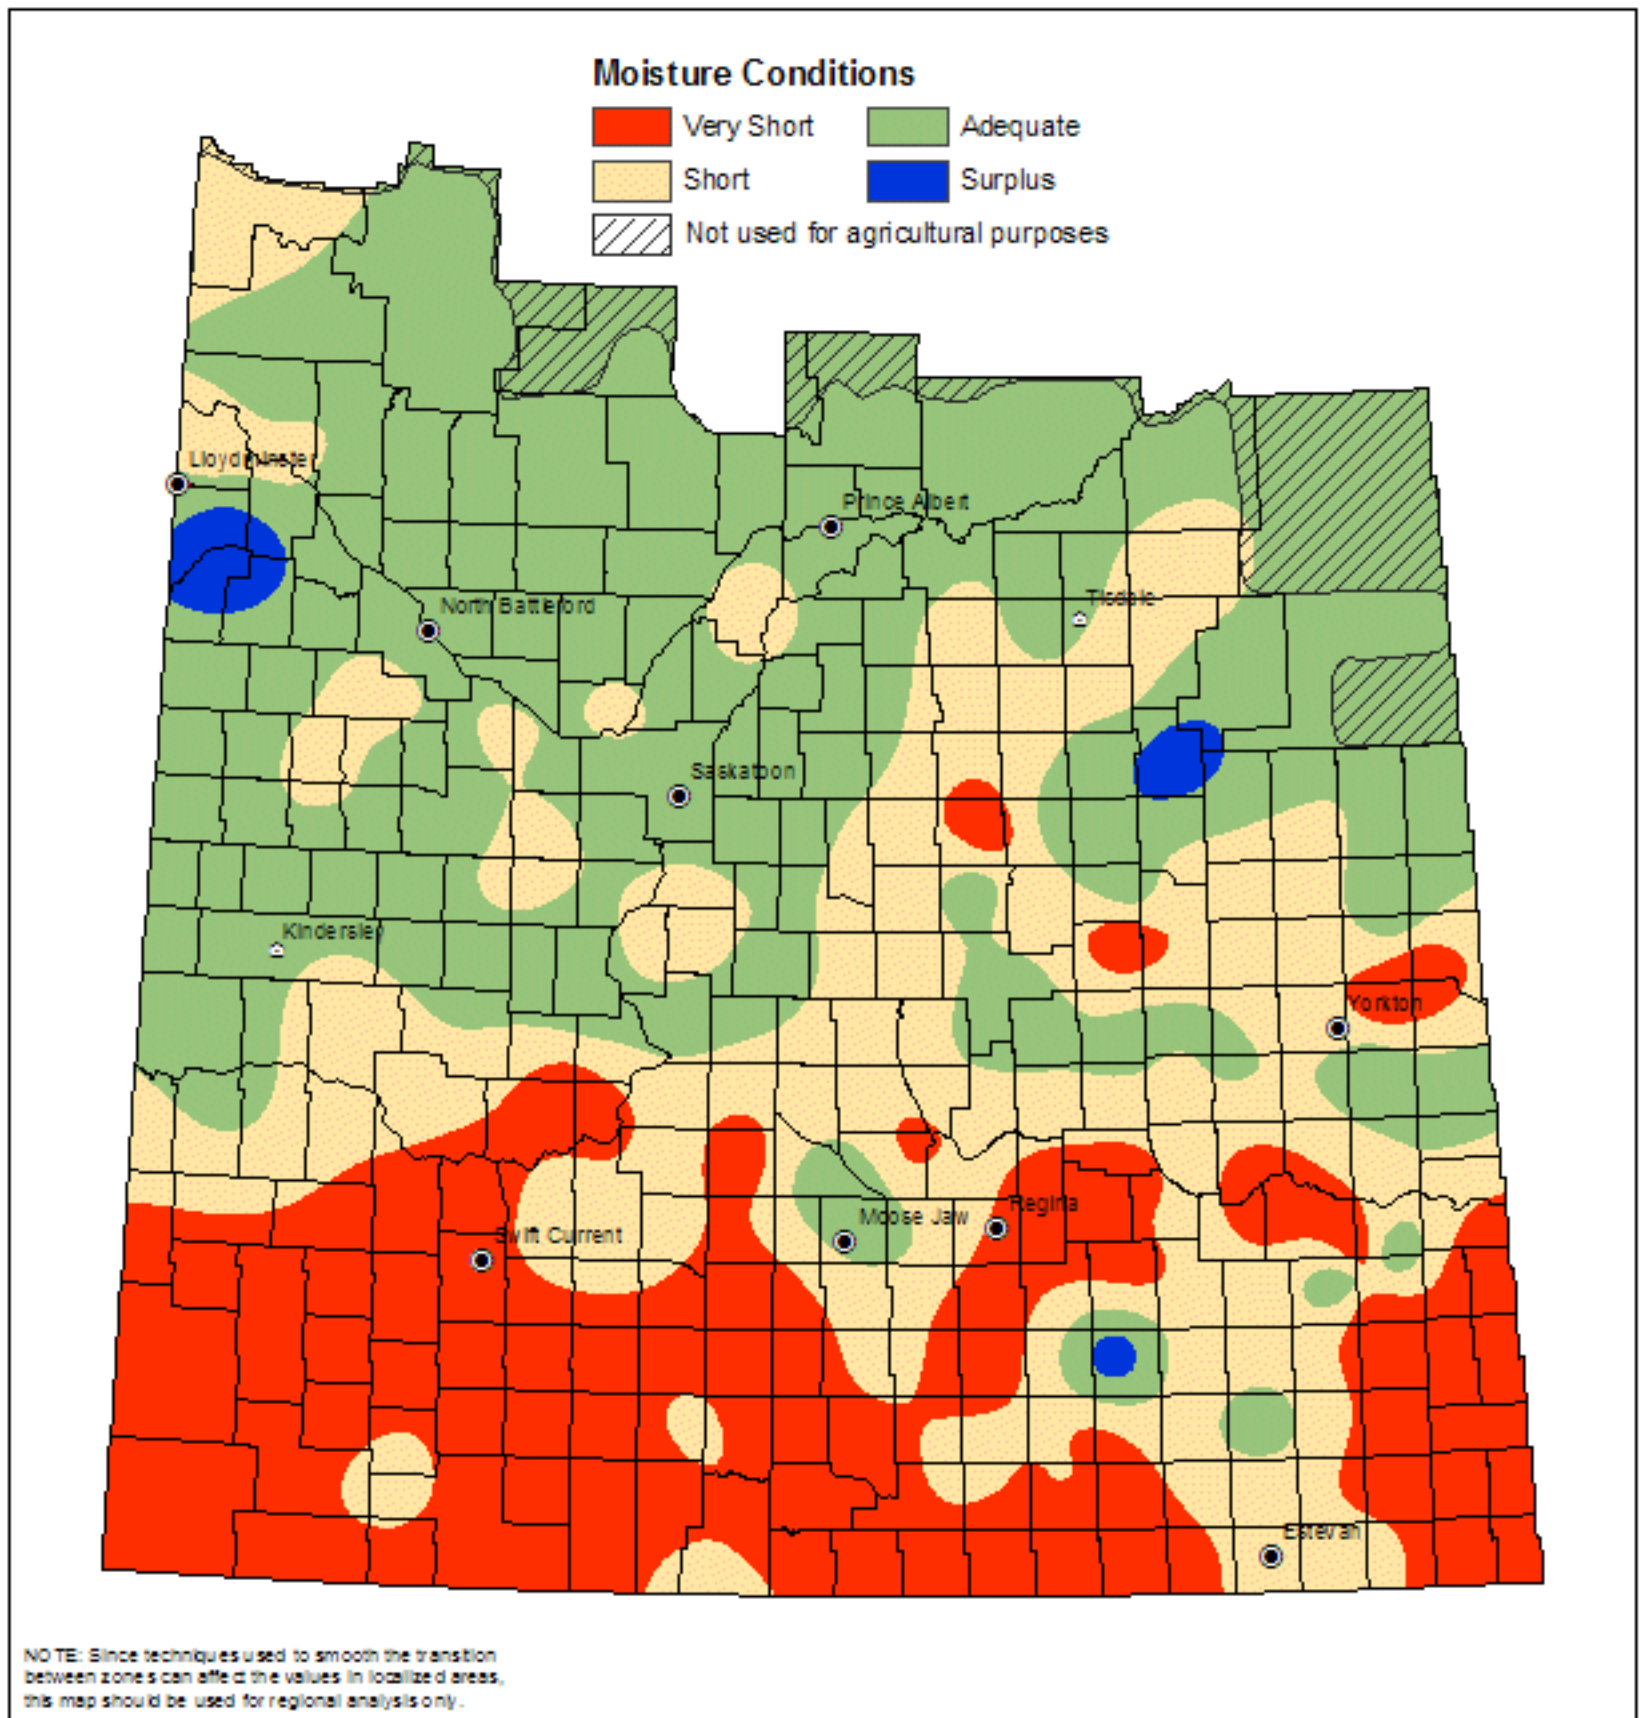 Moisture Conditions
Very Short
Adequate
Short
Surplus
Not used for agricultural purposes
Lloydminster
Prince Albert
North Battleford
Tisdale
Saskatoon
Kindersley
Yorkton
Regina
Moose Jaw
Swift Current
Estevan
NOTE: Since techniques used to smooth the transition
between zones can affect the values in localized areas,
this map should be used for regional analysis only.